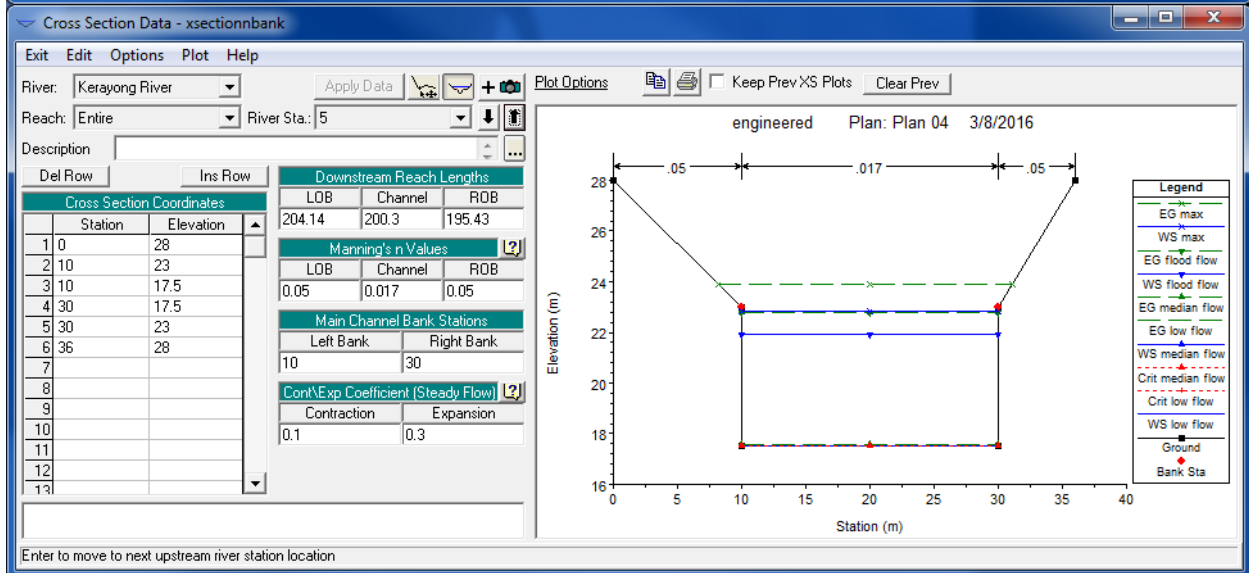 Cross Section Data - xsectionnbank
Exit Edit Options Plot Help
River: Kerayong River Apply Data + Plot Options Keep Prev XS Plots Clear Prev
Reach: Entire River Sta.: 5
Description ...
Del Row Ins Row
Cross Section Coordinates
Station Elevation
1 0 28
2 10 23
3 10 17.5
4 30 17.5
5 30 23
6 36 28
7
8
9
10
11
12
13
Downstream Reach Lengths
LOB Channel ROB
204.14 200.3 195.43
Manning's n Values
LOB Channel ROB
0.05 0.017 0.05
Main Channel Bank Stations
Left Bank Right Bank
10 30
Cont\Exp Coefficient (Steady Flow)
Contraction Expansion
0.1 0.3
engineered Plan: Plan 04 3/8/2016
.05 .017 .05
28
26
24
22
20
18
16
Elevation (m)
0 5 10 15 20 25 30 35 40
Station (m)
Legend
EG max
WS max
EG flood flow
WS flood flow
EG median flow
EG low flow
WS median flow
Crit median flow
Crit low flow
WS low flow
Ground
Bank Sta
Enter to move to next upstream river station location